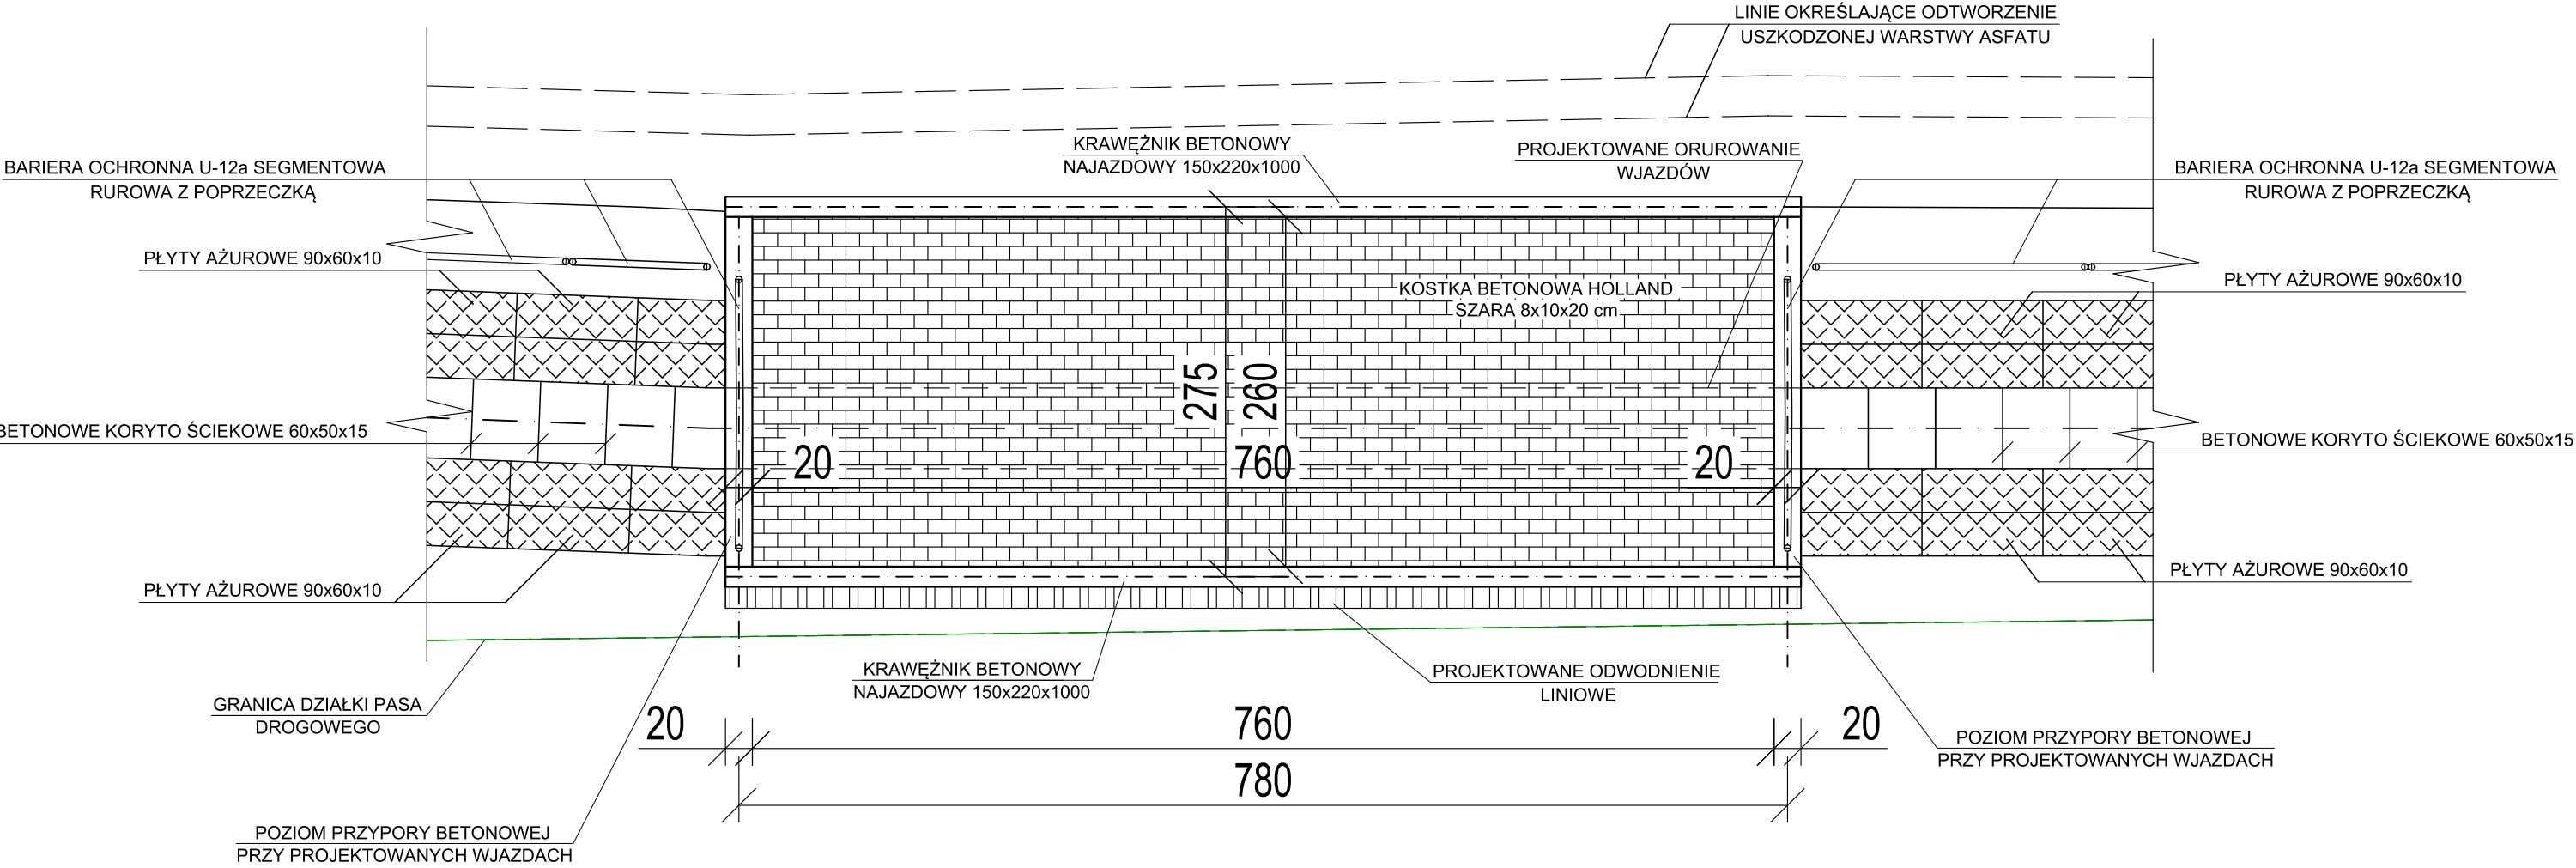 LINIE OKREŚLAJĄCE ODTWORZENIE
USZKODZONEJ WARSTWY ASFATU
KRAWĘŻNIK BETONOWY
NAJAZDOWY 150x220x1000
PROJEKTOWANE ORUROWANIE
WJAZDÓW
BARIERA OCHRONNA U-12a SEGMENTOWA
RUROWA Z POPRZECZKĄ
BARIERA OCHRONNA U-12a SEGMENTOWA
RUROWA Z POPRZECZKĄ
PŁYTY AŻUROWE 90x60x10
PŁYTY AŻUROWE 90x60x10
KOSTKA BETONOWA HOLLAND
SZARA 8x10x20 cm
275
260
BETONOWE KORYTO ŚCIEKOWE 60x50x15
BETONOWE KORYTO ŚCIEKOWE 60x50x15
20
760
20
PŁYTY AŻUROWE 90x60x10
PŁYTY AŻUROWE 90x60x10
KRAWĘŻNIK BETONOWY
NAJAZDOWY 150x220x1000
PROJEKTOWANE ODWODNIENIE
LINIOWE
GRANICA DZIAŁKI PASA
DROGOWEGO
20
760
20
780
POZIOM PRZYPORY BETONOWEJ
PRZY PROJEKTOWANYCH WJAZDACH
POZIOM PRZYPORY BETONOWEJ
PRZY PROJEKTOWANYCH WJAZDACH